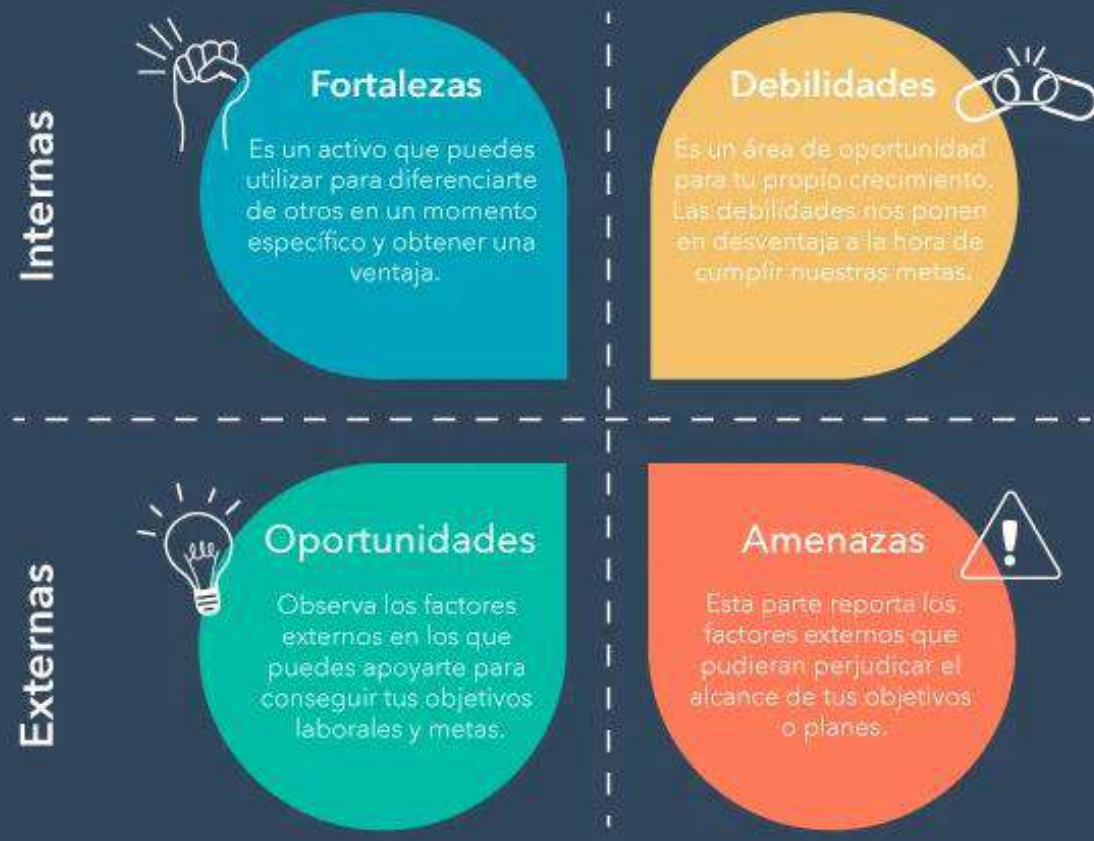 Internas
Fortalezas
Es un activo que puedes
utilizar para diferenciarte
de otros en un momento
específico y obtener una
ventaja.
Debilidades
Es un área de oportunidad
para tu propio crecimiento.
Las debilidades nos ponen
en desventaja a la hora de
cumplir nuestras metas.
Externas
Oportunidades
Observa los factores
externos en los que
puedes apoyarte para
conseguir tus objetivos
laborales y metas.
Amenazas
Esta parte reporta los
factores externos que
pudieran perjudicar el
alcance de tus objetivos
o planes.